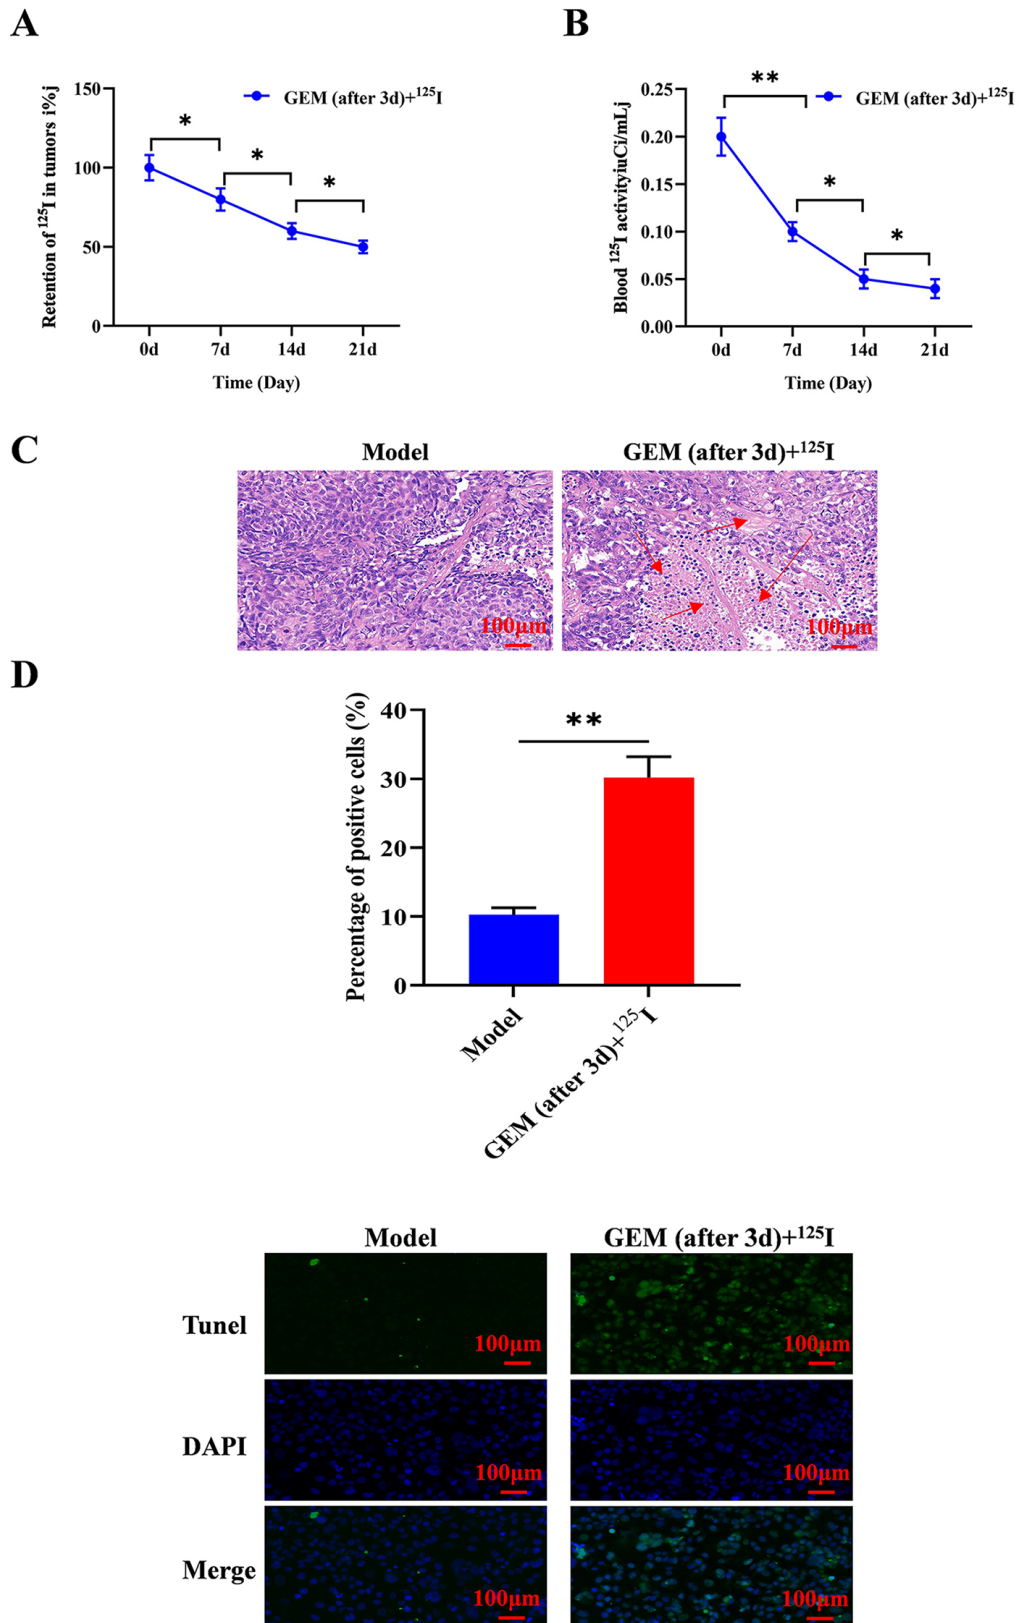 A
Retention of ¹²⁵I in tumors i%j
150
100
50
0
GEM (after 3d)+¹²⁵I
*
*
*
0d 7d 14d 21d
Time (Day)
B
Blood ¹²⁵I activityiuCi/mLj
0.25
0.20
0.15
0.10
0.05
0.00
GEM (after 3d)+¹²⁵I
**
*
*
0d 7d 14d 21d
Time (Day)
C
Model
GEM (after 3d)+¹²⁵I
100μm
100μm
D
Percentage of positive cells (%)
40
30
20
10
0
**
Model
GEM (after 3d)+¹²⁵I
Model
GEM (after 3d)+¹²⁵I
Tunel
100μm
100μm
DAPI
100μm
100μm
Merge
100μm
100μm